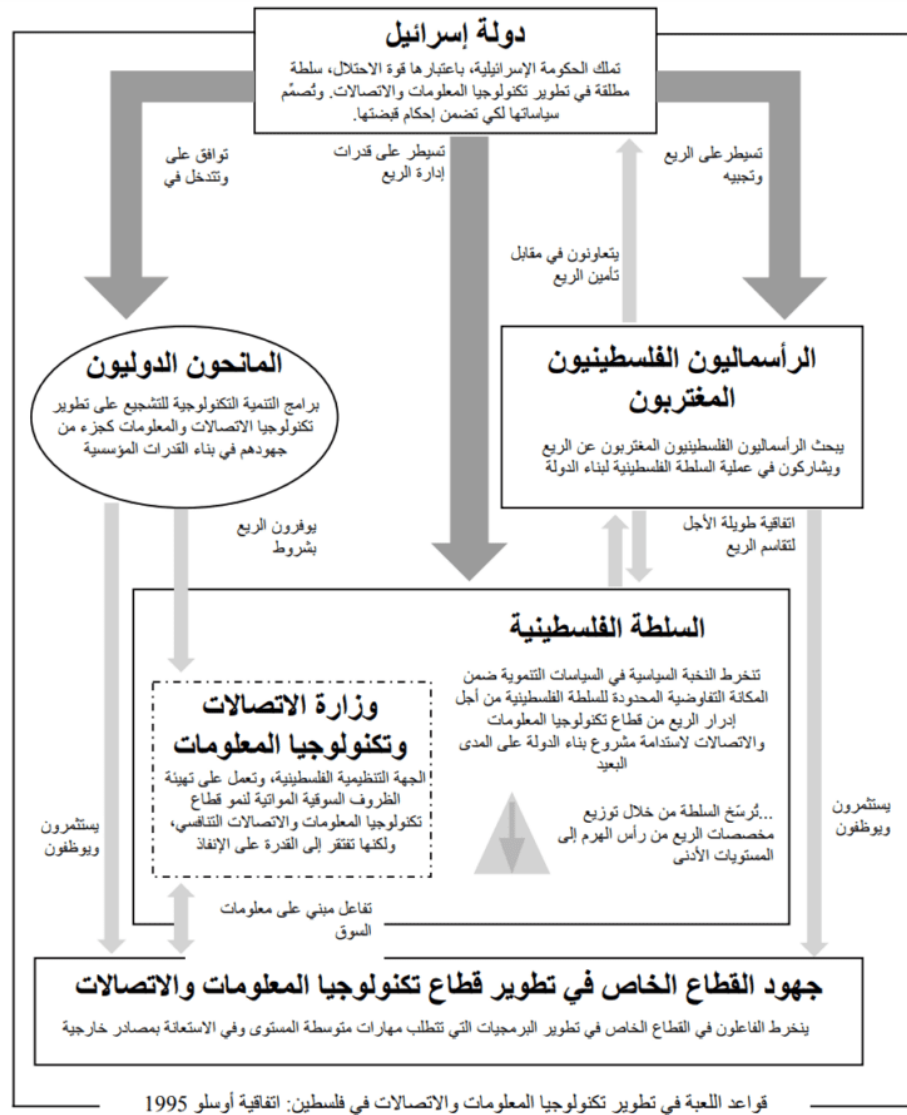 دولة إسرائيل
تملك الحكومة الإسرائيلية، باعتبارها قوة الاحتلال، سلطة
مطلقة في تطوير تكنولوجيا المعلومات والاتصالات. وتُصمَّم
سياساتها لكي تضمن إحكام قبضتها.
تسيطر على الريع
وتجبيه
تسيطر على قدرات
إدارة الريع
توافق على
وتتدخل في
يتعاونون في مقابل
تأمين الريع
الرأسماليون الفلسطينيون
المغتربون
يبحث الرأسماليون الفلسطينيون المغتربون عن الريع
ويشاركون في عملية السلطة الفلسطينية لبناء الدولة
المانحون الدوليون
برامج التنمية التكنولوجية للتشجيع على تطوير
تكنولوجيا الاتصالات والمعلومات كجزء من
جهودهم في بناء القدرات المؤسسية
اتفاقية طويلة الأجل
لتقاسم الريع
يوفرون الريع
بشروط
السلطة الفلسطينية
تنخرط النخبة السياسية في السياسات التنموية ضمن
المكانة التفاوضية المحدودة للسلطة الفلسطينية من أجل
إدرار الريع من قطاع تكنولوجيا المعلومات
والاتصالات لاستدامة مشروع بناء الدولة على المدى
البعيد
...تُرسّخ السلطة من خلال توزيع
مخصصات الريع من رأس الهرم إلى
المستويات الأدنى
وزارة الاتصالات
وتكنولوجيا المعلومات
الجهة التنظيمية الفلسطينية، وتعمل على تهيئة
الظروف السوقية المواتية لنمو قطاع
تكنولوجيا المعلومات والاتصالات التنافسي،
ولكنها تفتقر إلى القدرة على الإنفاذ
يستثمرون
ويوظفون
يستثمرون
ويوظفون
تفاعل مبني على معلومات
السوق
جهود القطاع الخاص في تطوير قطاع تكنولوجيا المعلومات والاتصالات
ينخرط الفاعلون في القطاع الخاص في تطوير البرمجيات التي تتطلب مهارات متوسطة المستوى وفي الاستعانة بمصادر خارجية
قواعد اللعبة في تطوير تكنولوجيا المعلومات والاتصالات في فلسطين: اتفاقية أوسلو 1995